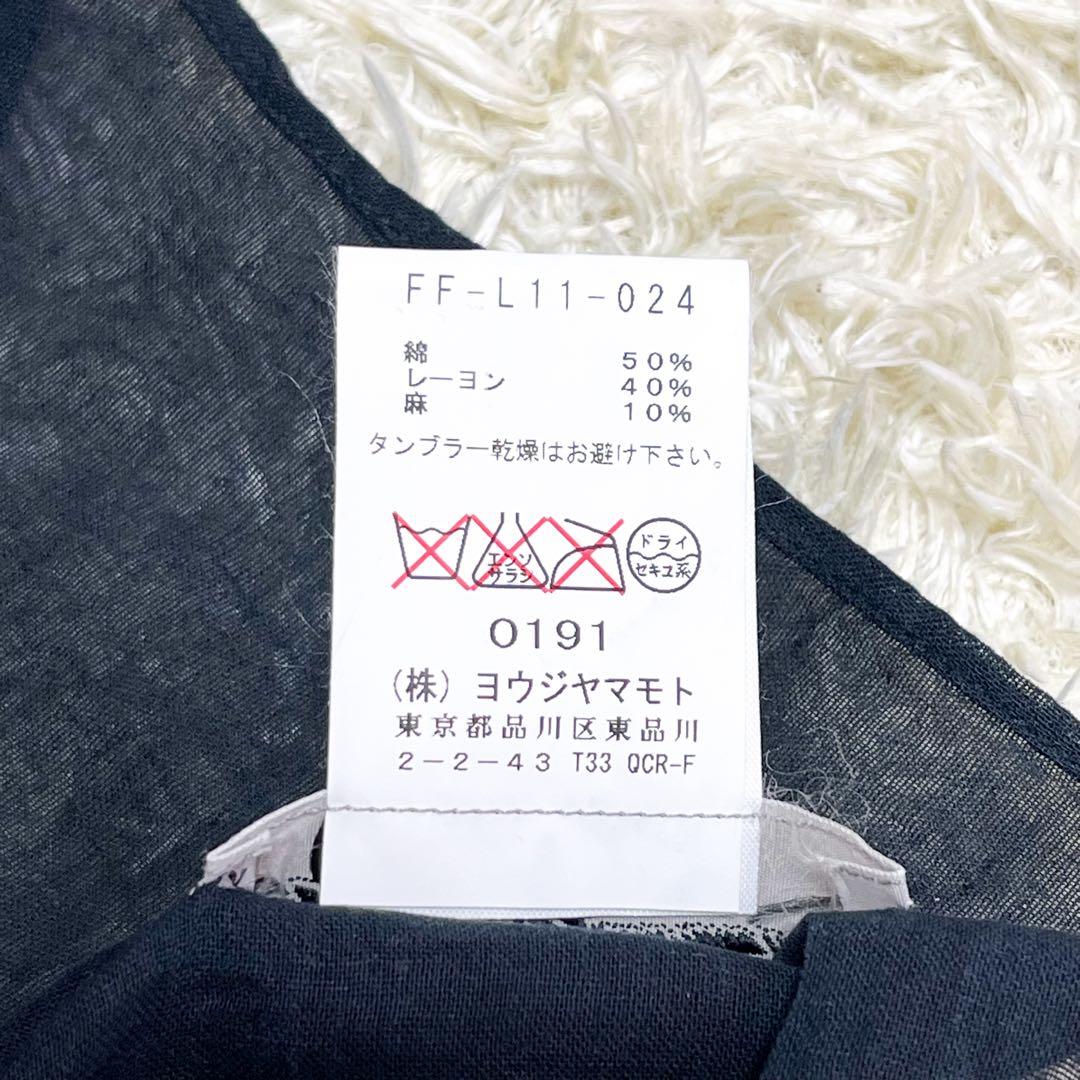 FF-L11-024
綿 50%
レーヨン 40%
麻 10%
タンブラー乾燥はお避け下さい。
エンソ
サラシ
ドライ
セキユ系
0191
(株) ヨウジヤマモト
東京都品川区東品川
2-2-43 T33 QCR-F